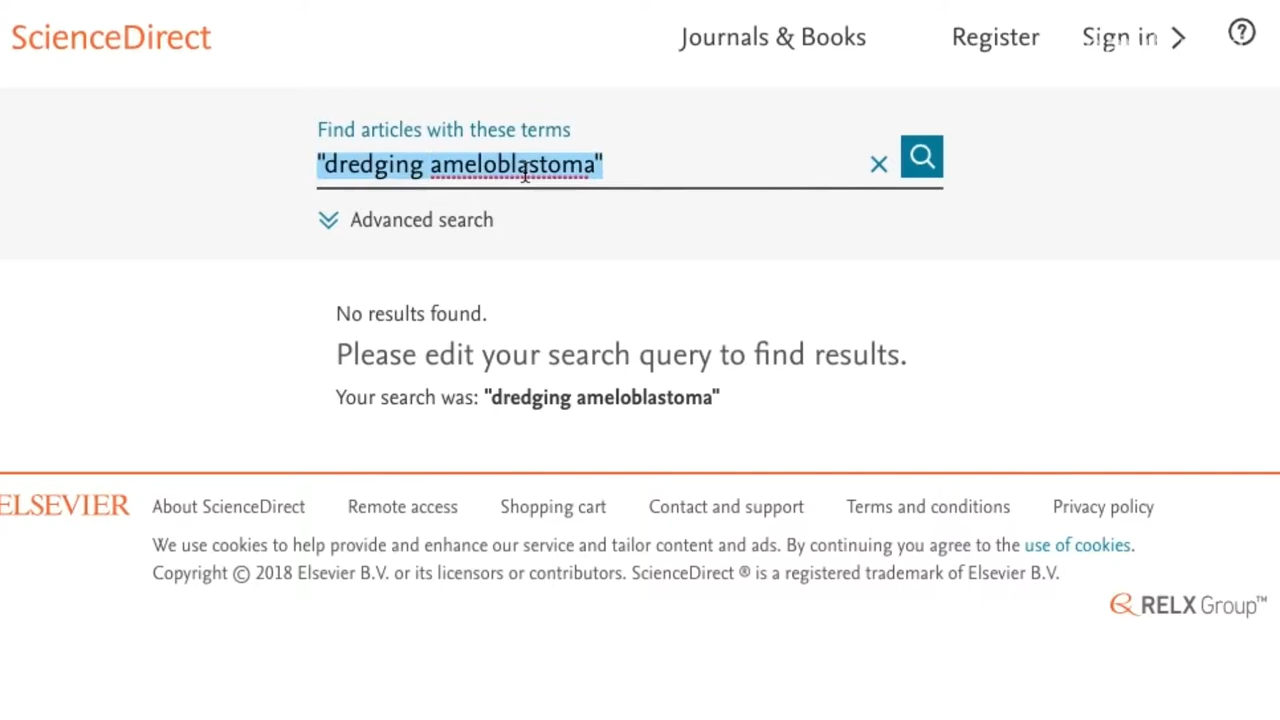 ScienceDirect Journals & Books Register Sign in
Find articles with these terms
"dredging ameloblastoma"
Advanced search
No results found.
Please edit your search query to find results.
Your search was: "dredging ameloblastoma"
ELSEVIER About ScienceDirect Remote access Shopping cart Contact and support Terms and conditions Privacy policy
We use cookies to help provide and enhance our service and tailor content and ads. By continuing you agree to the use of cookies.
Copyright © 2018 Elsevier B.V. or its licensors or contributors. ScienceDirect ® is a registered trademark of Elsevier B.V.
RELX Group™